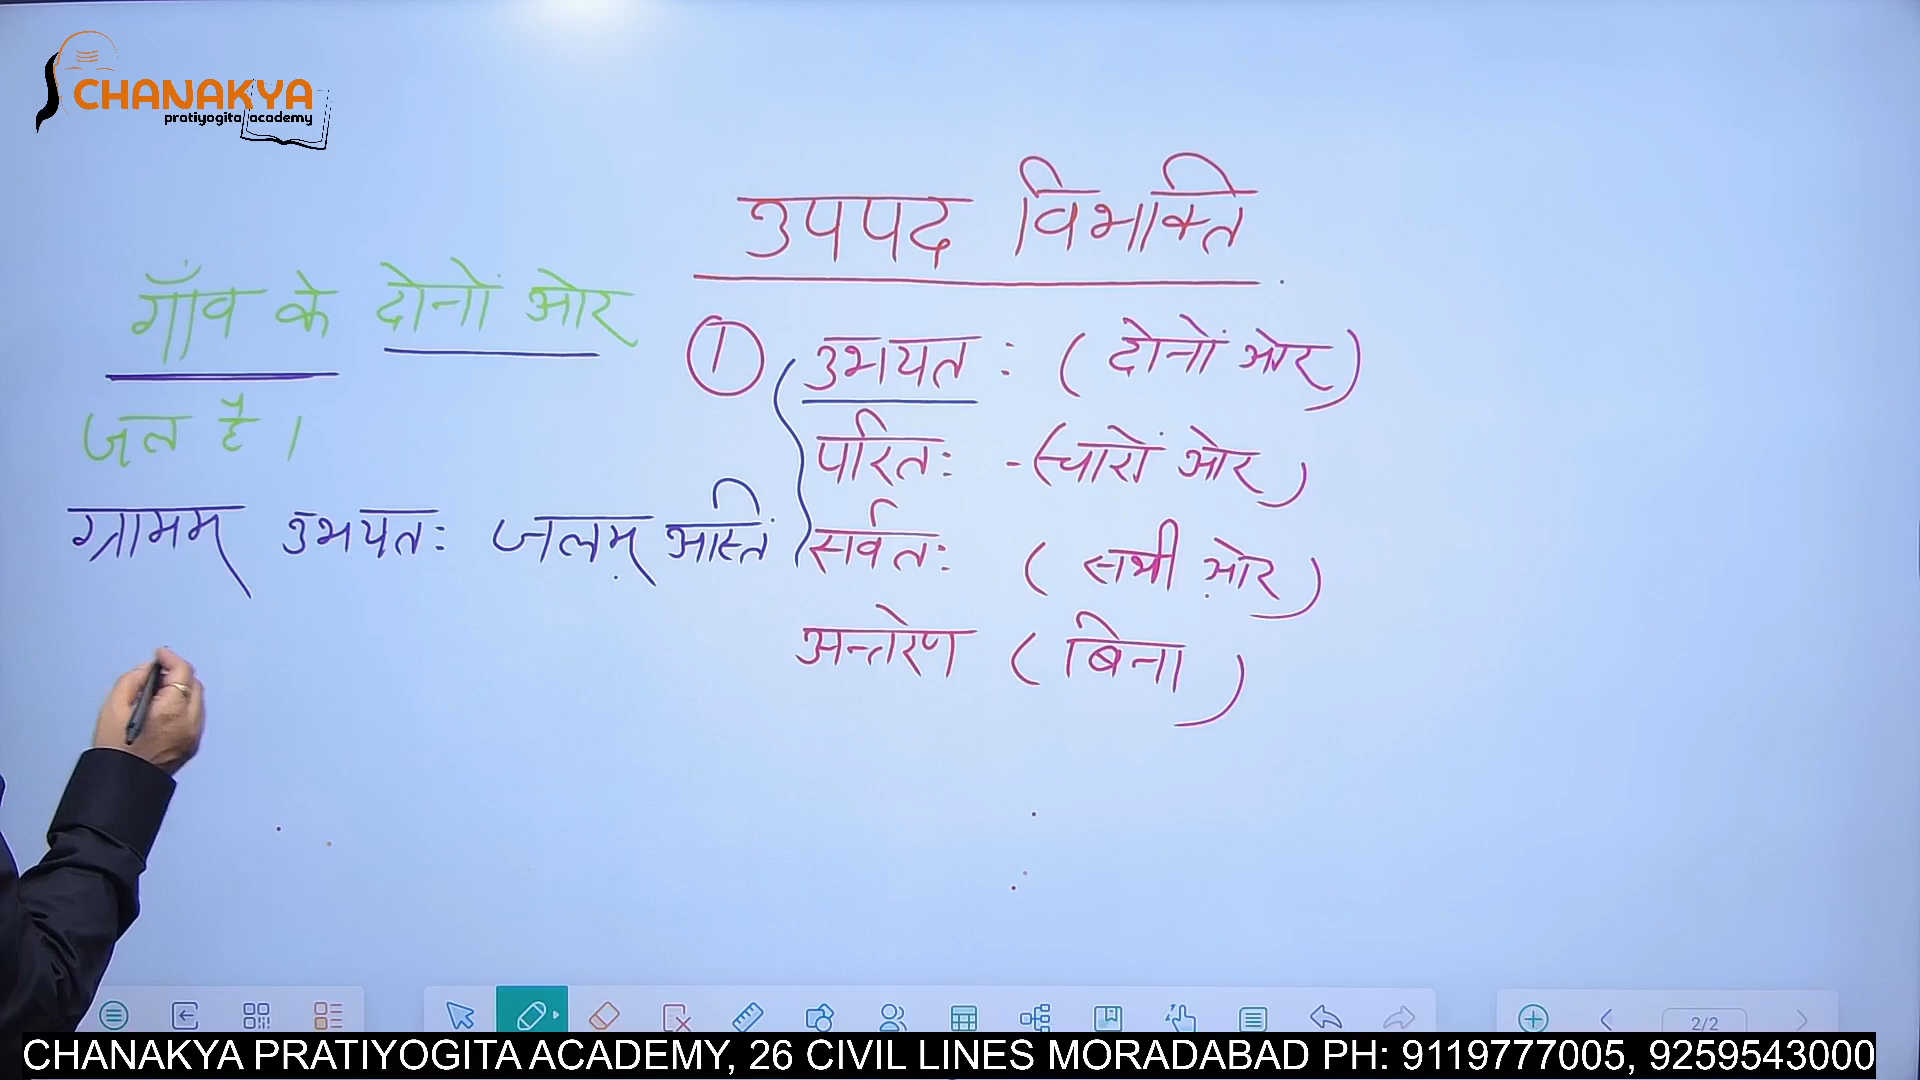 CHANAKYA
pratiyogita academy
उपपद विभक्ति
गाँव के दोनों ओर
जल है।
ग्रामम् उभयतः जलम् अस्ति
① उभयतः (दोनों ओर)
परितः - (चारों ओर)
सर्वतः (सभी ओर)
अन्तरेण (बिना)
2/2
CHANAKYA PRATIYOGITA ACADEMY, 26 CIVIL LINES MORADABAD PH: 9119777005, 9259543000